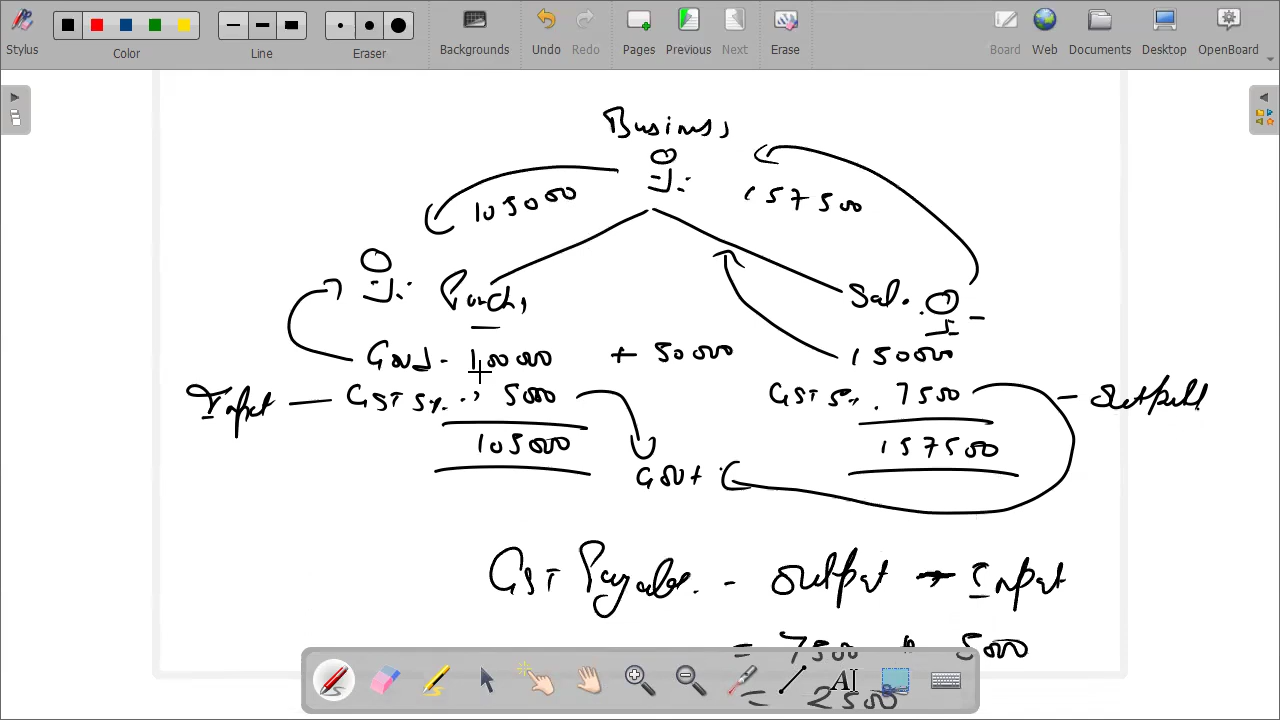 Stylus Color Line Eraser Backgrounds Undo Redo Pages Previous Next Erase Board Web Documents Desktop OpenBoard
Business
105000 157500
Purch, Sal.
Good - 100000 + 50000 150000
Input — GST 5%. 5000 GST 5%. 7500 — Output
105000 157500
Govt
GST Payable. - Output - Input
= 7500 - 5000
= 2500